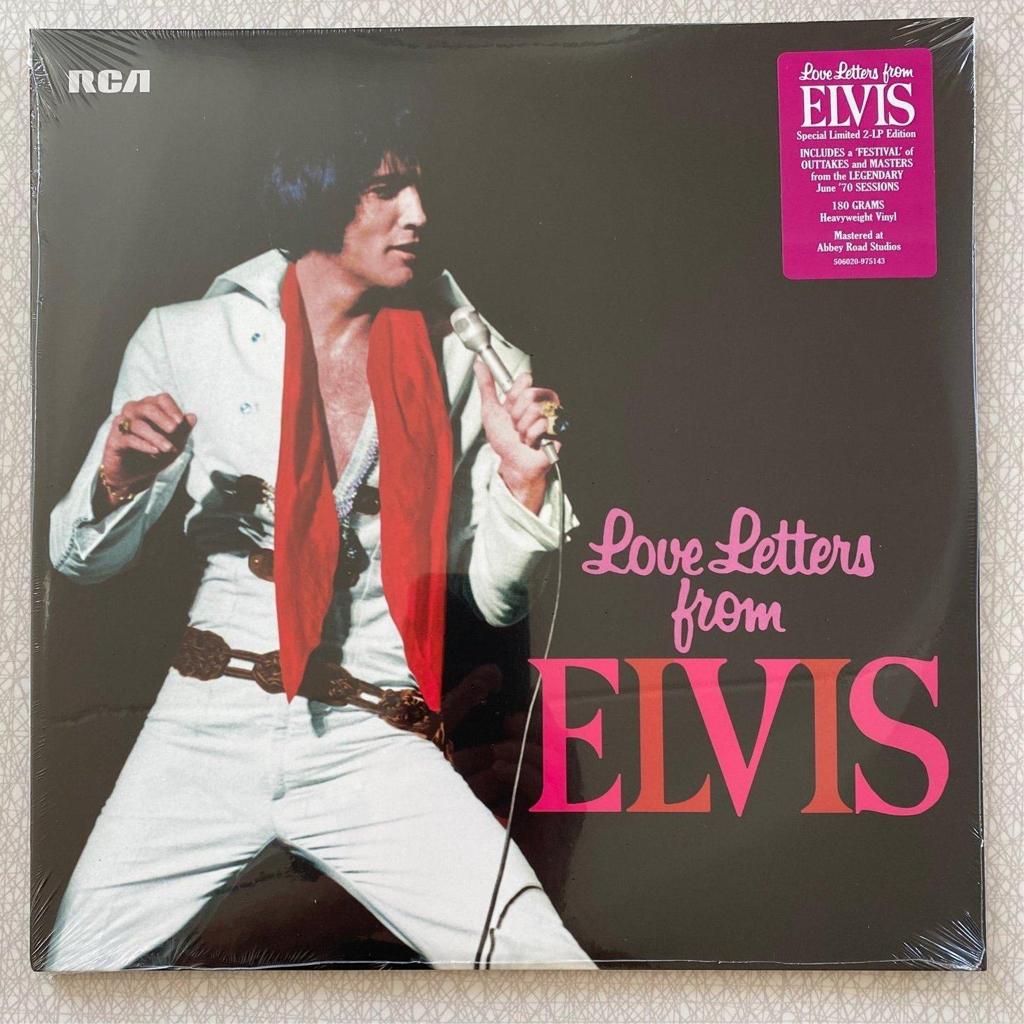 RCA
Love Letters from
ELVIS
Special Limited 2-LP Edition
INCLUDES a 'FESTIVAL' of
OUTTAKES and MASTERS
from the LEGENDARY
June '70 SESSIONS
180 GRAMS
Heavyweight Vinyl
Mastered at
Abbey Road Studios
506020-975143
Love Letters
from
ELVIS